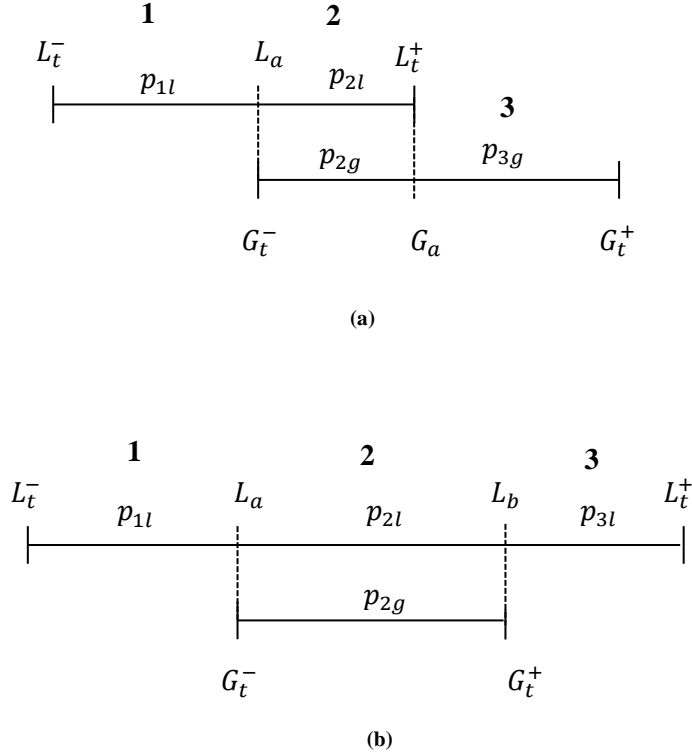 1 2
L_t^- L_a L_t^+
p_{1l} p_{2l} 3
p_{2g} p_{3g}
G_t^- G_a G_t^+
(a)
1 2 3
L_t^- L_a L_b L_t^+
p_{1l} p_{2l} p_{3l}
p_{2g}
G_t^- G_t^+
(b)